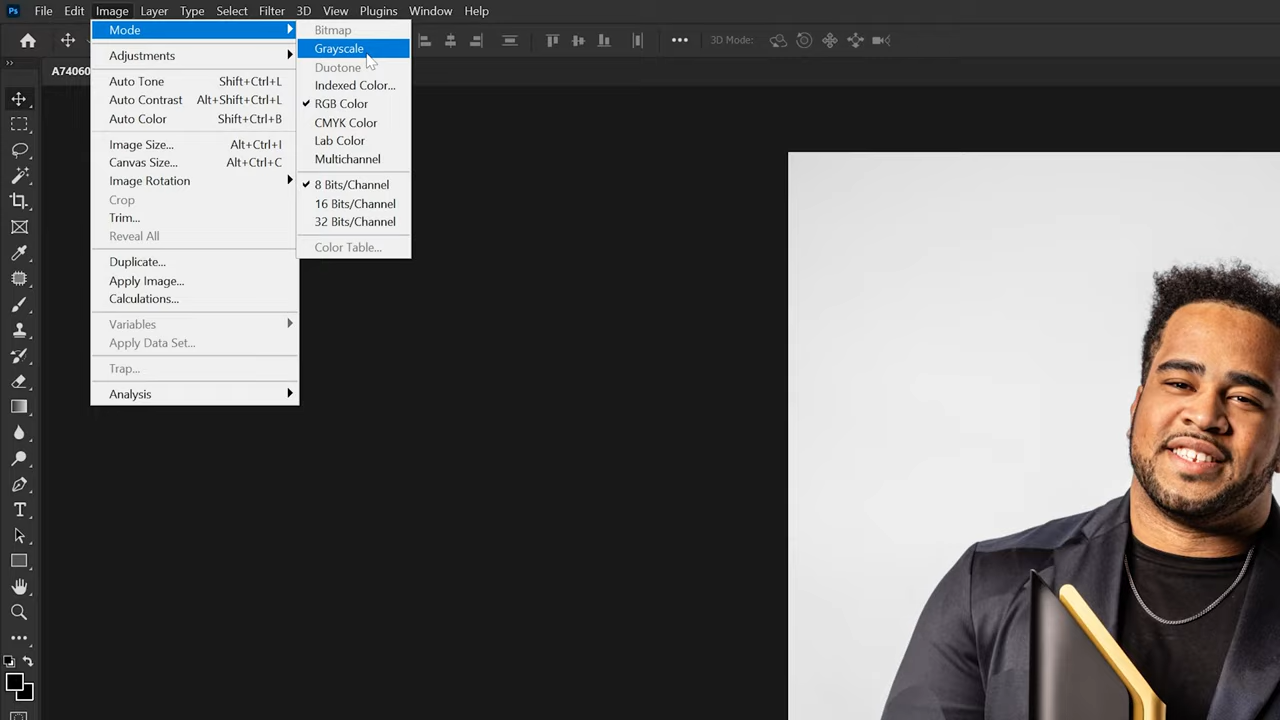 Ps File Edit Image Layer Type Select Filter 3D View Plugins Window Help
3D Mode:
A74060
Mode
Adjustments
Auto Tone Shift+Ctrl+L
Auto Contrast Alt+Shift+Ctrl+L
Auto Color Shift+Ctrl+B
Image Size... Alt+Ctrl+I
Canvas Size... Alt+Ctrl+C
Image Rotation
Crop
Trim...
Reveal All
Duplicate...
Apply Image...
Calculations...
Variables
Apply Data Set...
Trap...
Analysis
Bitmap
Grayscale
Duotone
Indexed Color...
RGB Color
CMYK Color
Lab Color
Multichannel
8 Bits/Channel
16 Bits/Channel
32 Bits/Channel
Color Table...